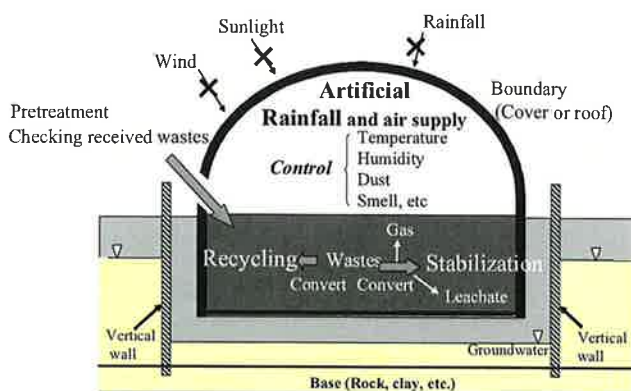 Sunlight
Rainfall
Wind
Boundary
(Cover or roof)
Artificial
Rainfall and air supply
Pretreatment
Checking received wastes
Control
Temperature
Humidity
Dust
Smell, etc
Gas
Recycling
Wastes
Stabilization
Convert
Convert
Leachate
Vertical
wall
Groundwater
Vertical
wall
Base (Rock, clay, etc.)